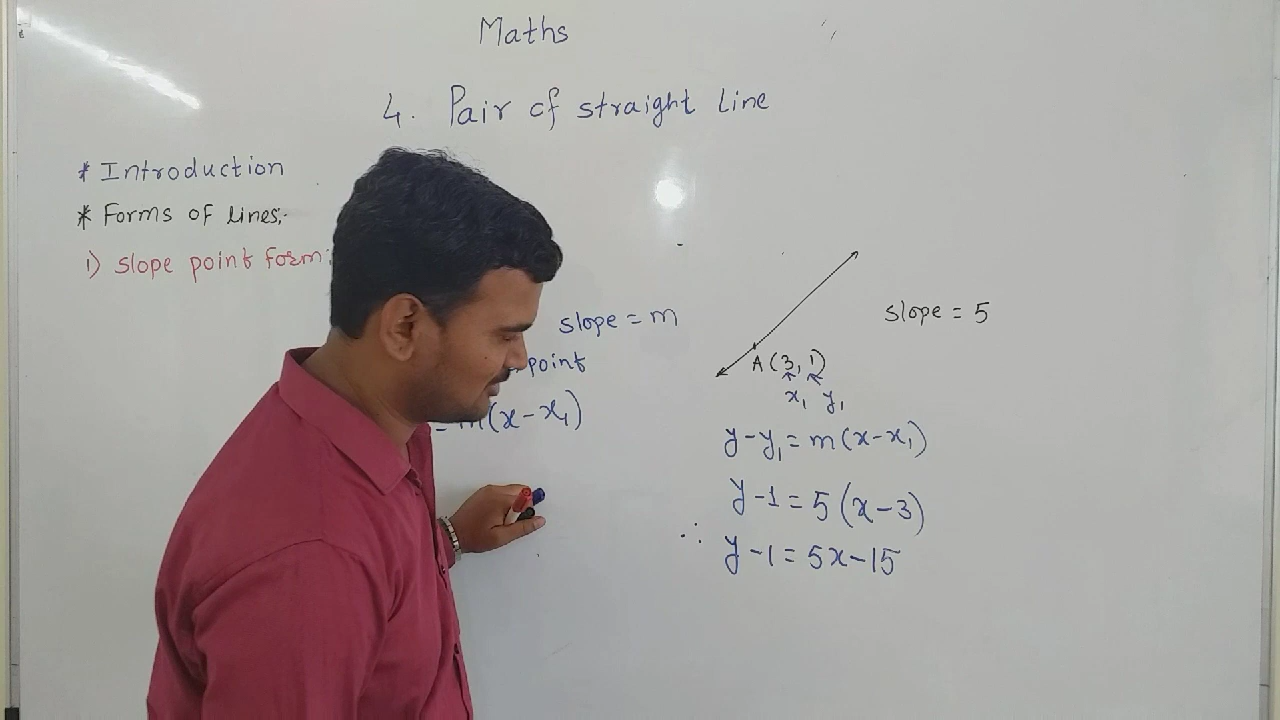 Maths
4. Pair of straight Line
* Introduction
* Forms of lines:-
1) slope point form:
slope = m
point
= m(x-x₁)
slope = 5
A (3, 1)
x₁ y₁
y-y₁ = m(x-x₁)
y-1 = 5(x-3)
∴ y-1 = 5x-15